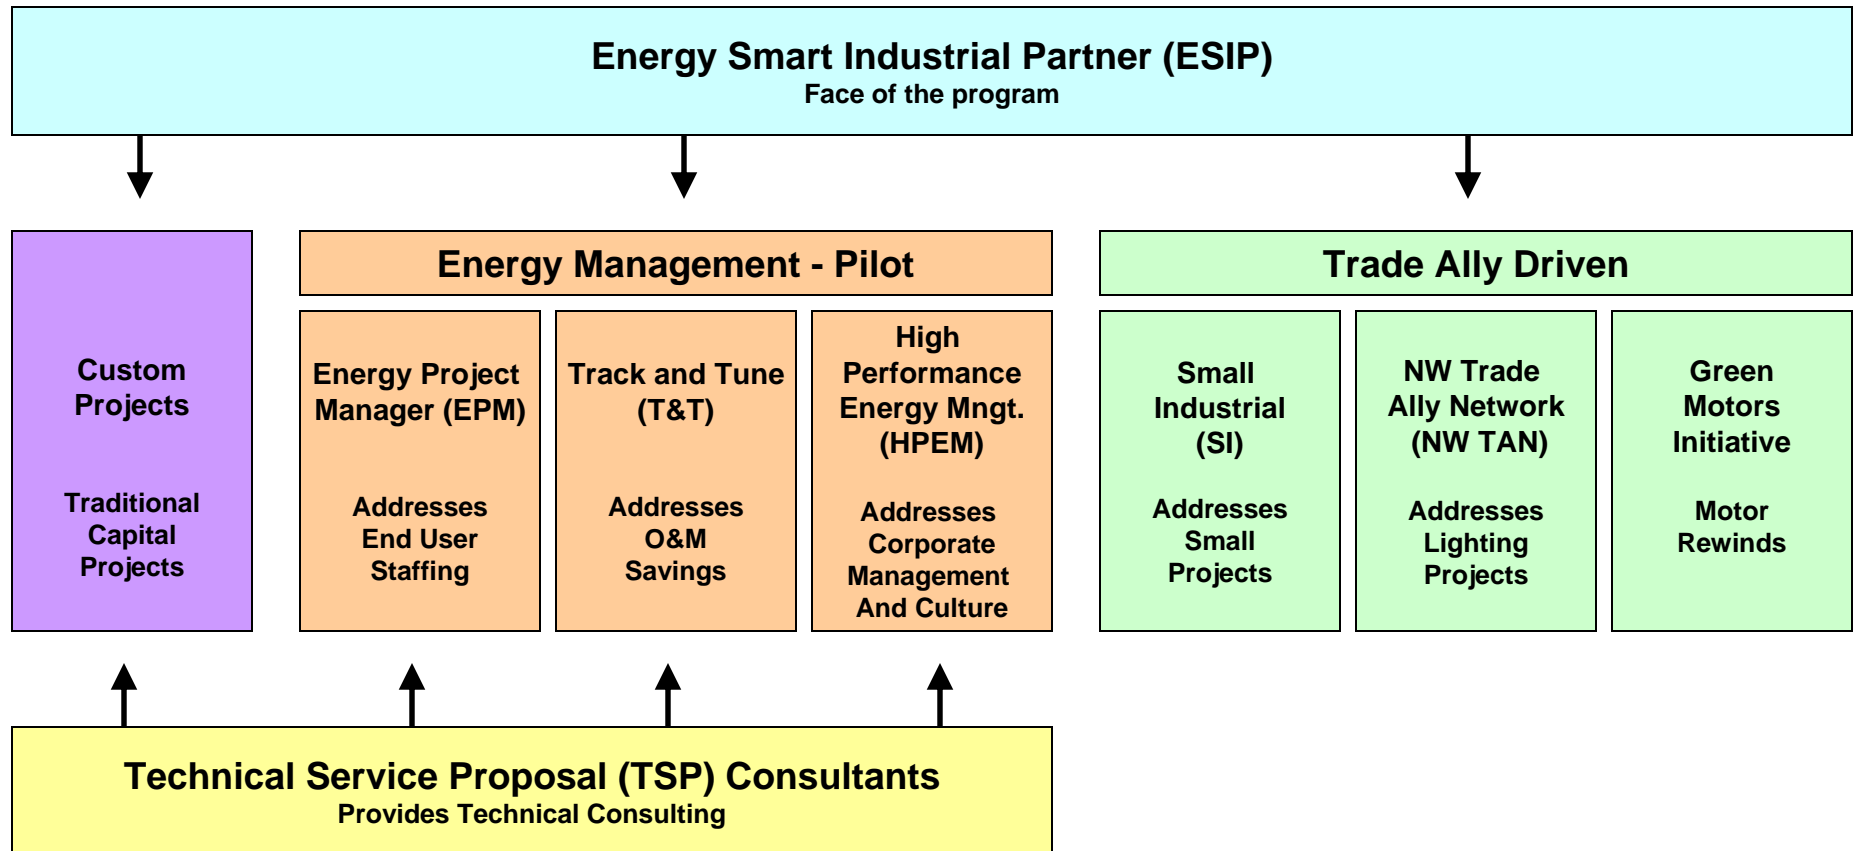 Energy Smart Industrial Partner (ESIP)
Face of the program
Custom
Projects
Traditional
Capital
Projects
Energy Management - Pilot
Energy Project
Manager (EPM)
Addresses
End User
Staffing
Track and Tune
(T&T)
Addresses
O&M
Savings
High
Performance
Energy Mngt.
(HPEM)
Addresses
Corporate
Management
And Culture
Trade Ally Driven
Small
Industrial
(SI)
Addresses
Small
Projects
NW Trade
Ally Network
(NW TAN)
Addresses
Lighting
Projects
Green
Motors
Initiative
Motor
Rewinds
Technical Service Proposal (TSP) Consultants
Provides Technical Consulting